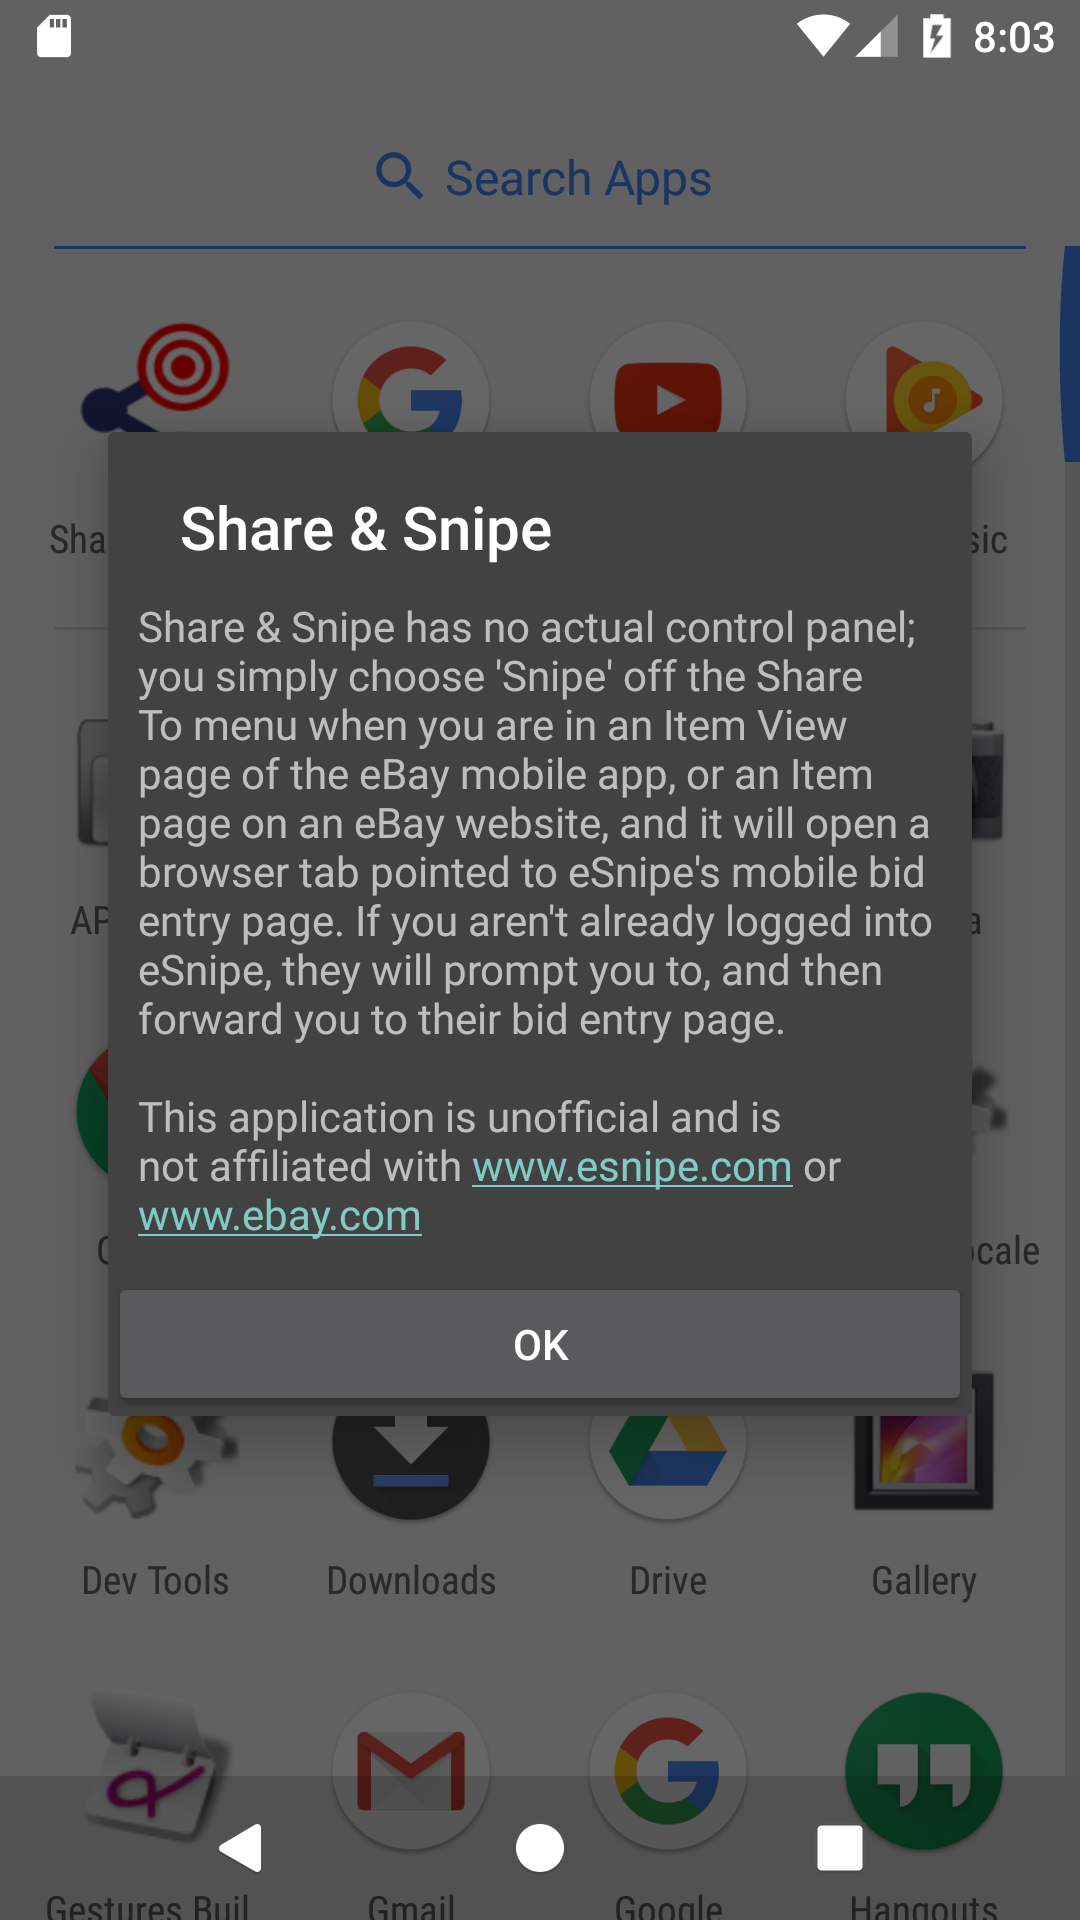 8:03
Search Apps
Share & Snipe
Share & Snipe has no actual control panel;
you simply choose 'Snipe' off the Share
To menu when you are in an Item View
page of the eBay mobile app, or an Item
page on an eBay website, and it will open a
browser tab pointed to eSnipe's mobile bid
entry page. If you aren't already logged into
eSnipe, they will prompt you to, and then
forward you to their bid entry page.
This application is unofficial and is
not affiliated with www.esnipe.com or
www.ebay.com
OK
Dev Tools
Downloads
Drive
Gallery
Gestures Buil
Gmail
Google
Hangouts